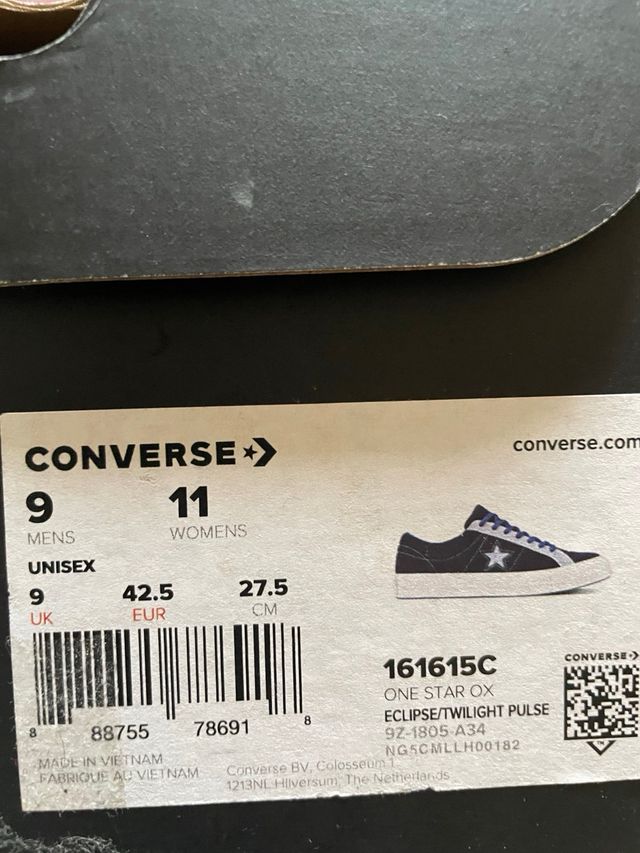 CONVERSE
converse.com
9 11
MENS WOMENS
UNISEX
9 42.5 27.5
UK EUR CM
8 88755 78691 8
MADE IN VIETNAM
FABRIQUÉ AU VIETNAM
Converse BV, Colosseum 1
1213NL Hilversum, The Netherlands
161615C
ONE STAR OX
ECLIPSE/TWILIGHT PULSE
9Z-1805-A34
NG5CMLLH00182
CONVERSE